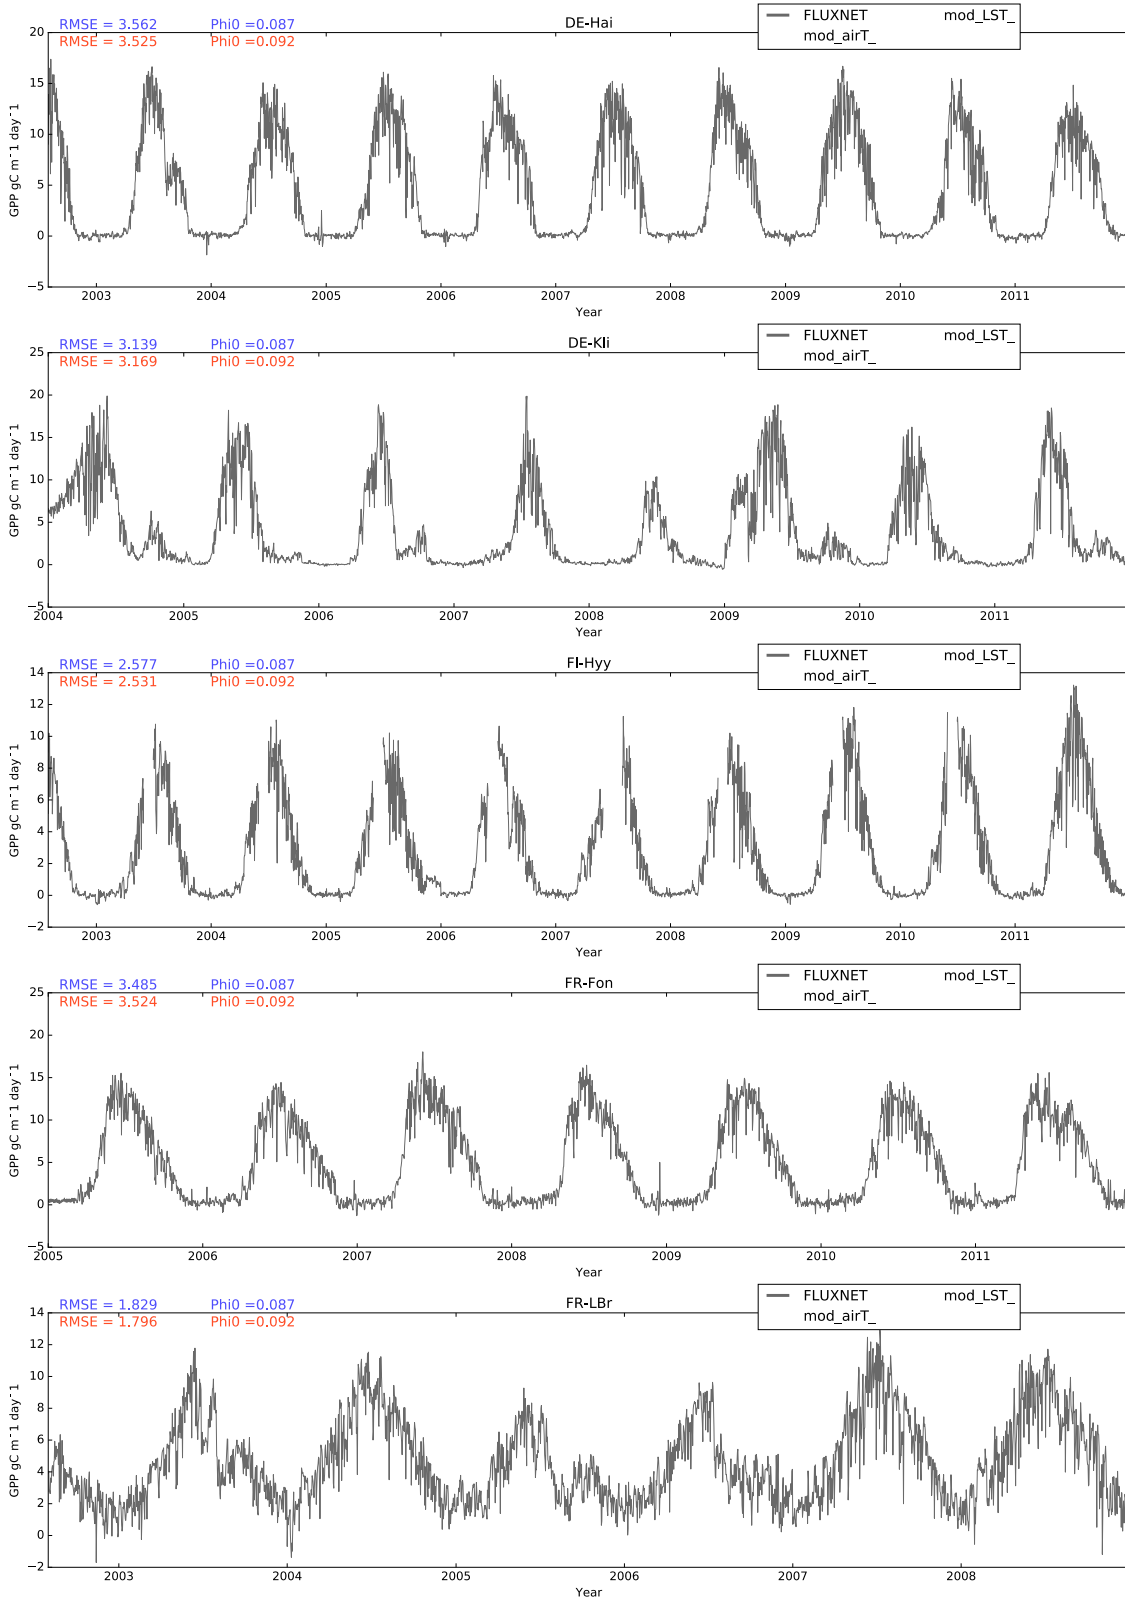 RMSE = 3.562 Phi0 =0.087 DE-Hai FLUXNET mod_LST_
RMSE = 3.525 Phi0 =0.092 mod_airT_
20
15
10
5
0
−5
GPP gC m⁻1 day⁻1
2003 2004 2005 2006 2007 2008 2009 2010 2011
Year
RMSE = 3.139 Phi0 =0.087 DE-Kli FLUXNET mod_LST_
RMSE = 3.169 Phi0 =0.092 mod_airT_
25
20
15
10
5
0
−5
GPP gC m⁻1 day⁻1
2004 2005 2006 2007 2008 2009 2010 2011
Year
RMSE = 2.577 Phi0 =0.087 FI-Hyy FLUXNET mod_LST_
RMSE = 2.531 Phi0 =0.092 mod_airT_
14
12
10
8
6
4
2
0
−2
GPP gC m⁻1 day⁻1
2003 2004 2005 2006 2007 2008 2009 2010 2011
Year
RMSE = 3.485 Phi0 =0.087 FR-Fon FLUXNET mod_LST_
RMSE = 3.524 Phi0 =0.092 mod_airT_
25
20
15
10
5
0
−5
GPP gC m⁻1 day⁻1
2005 2006 2007 2008 2009 2010 2011
Year
RMSE = 1.829 Phi0 =0.087 FR-LBr FLUXNET mod_LST_
RMSE = 1.796 Phi0 =0.092 mod_airT_
14
12
10
8
6
4
2
0
−2
GPP gC m⁻1 day⁻1
2003 2004 2005 2006 2007 2008
Year